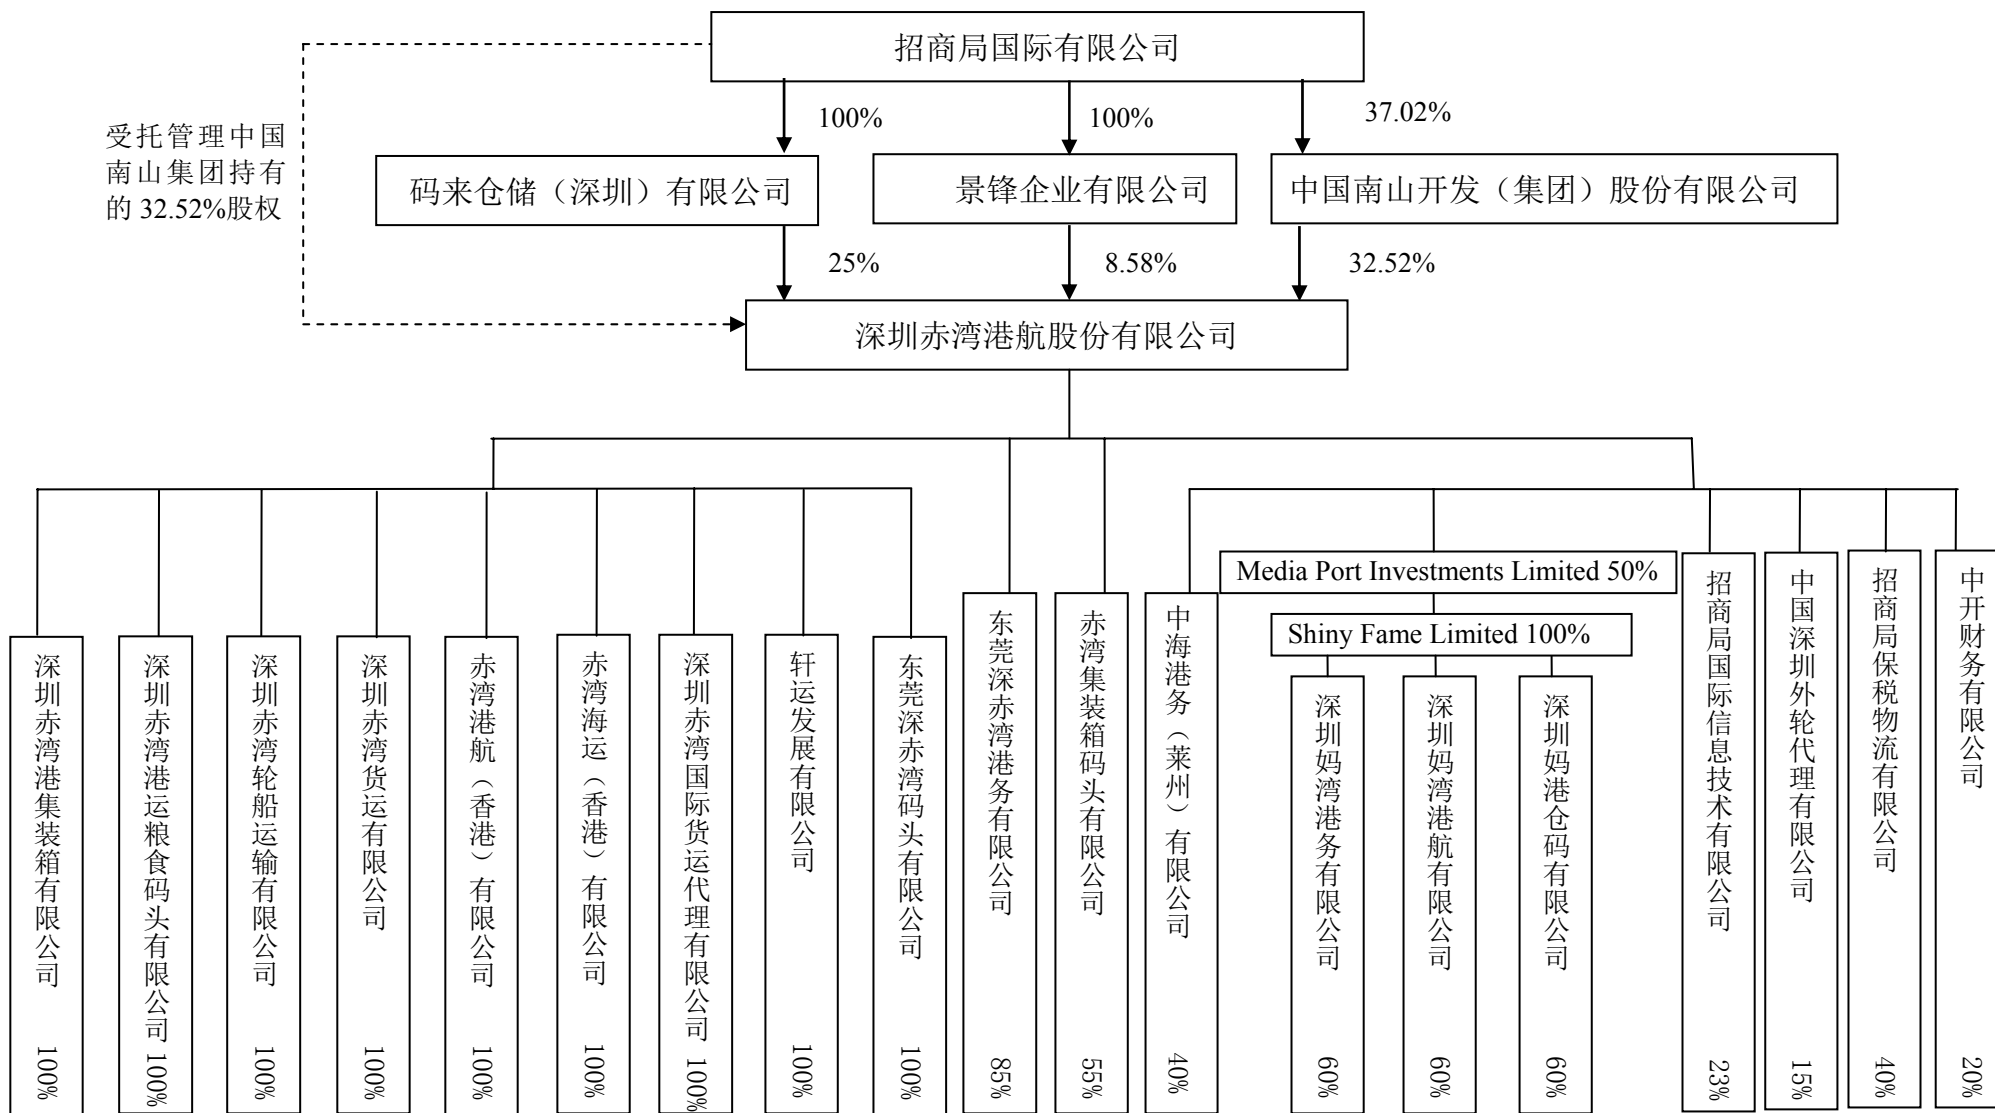 招商局国际有限公司
100%
100%
37.02%
受托管理中国
南山集团持有
的 32.52%股权
码来仓储（深圳）有限公司
景锋企业有限公司
中国南山开发（集团）股份有限公司
25%
8.58%
32.52%
深圳赤湾港航股份有限公司
Media Port Investments Limited 50%
Shiny Fame Limited 100%
深圳赤湾港集装箱有限公司 100%
深圳赤湾港运粮食码头有限公司 100%
深圳赤湾轮船运输有限公司 100%
深圳赤湾货运有限公司 100%
赤湾港航（香港）有限公司 100%
赤湾海运（香港）有限公司 100%
深圳赤湾国际货运代理有限公司 100%
轩运发展有限公司 100%
东莞深赤湾码头有限公司 100%
东莞深赤湾港务有限公司 85%
赤湾集装箱码头有限公司 55%
中海港务（莱州）有限公司 40%
深圳妈湾港务有限公司 60%
深圳妈湾港航有限公司 60%
深圳妈港仓码有限公司 60%
招商局国际信息技术有限公司 23%
中国深圳外轮代理有限公司 15%
招商局保税物流有限公司 40%
中开财务有限公司 20%